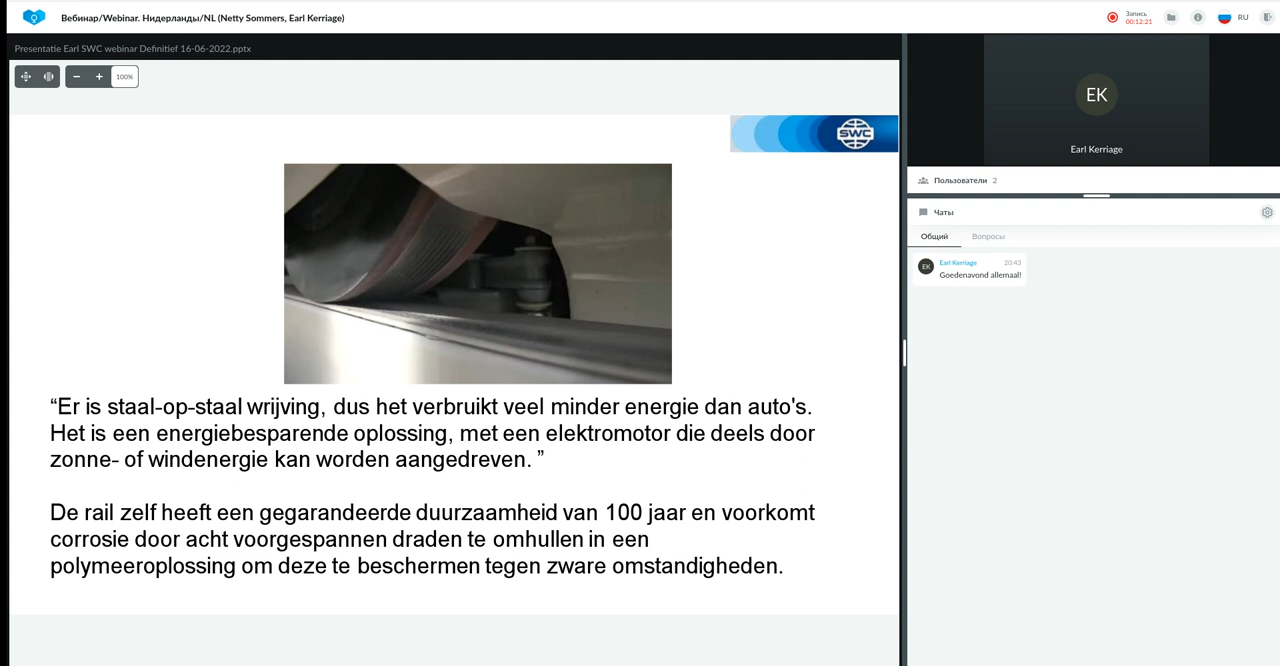 Вебинар/Webinar. Нидерланды/NL (Netty Sommers, Earl Kerriage)
Запись
00:12:21
RU
Presentatie Earl SWC webinar Definitief 16-06-2022.pptx
100%
SWC
“Er is staal-op-staal wrijving, dus het verbruikt veel minder energie dan auto's.
Het is een energiebesparende oplossing, met een elektromotor die deels door
zonne- of windenergie kan worden aangedreven. ”
De rail zelf heeft een gegarandeerde duurzaamheid van 100 jaar en voorkomt
corrosie door acht voorgespannen draden te omhullen in een
polymeeroplossing om deze te beschermen tegen zware omstandigheden.
EK
Earl Kerriage
Пользователи 2
Чаты
Общий Вопросы
EK
Earl Kerriage 20:43
Goedenavond allemaal!